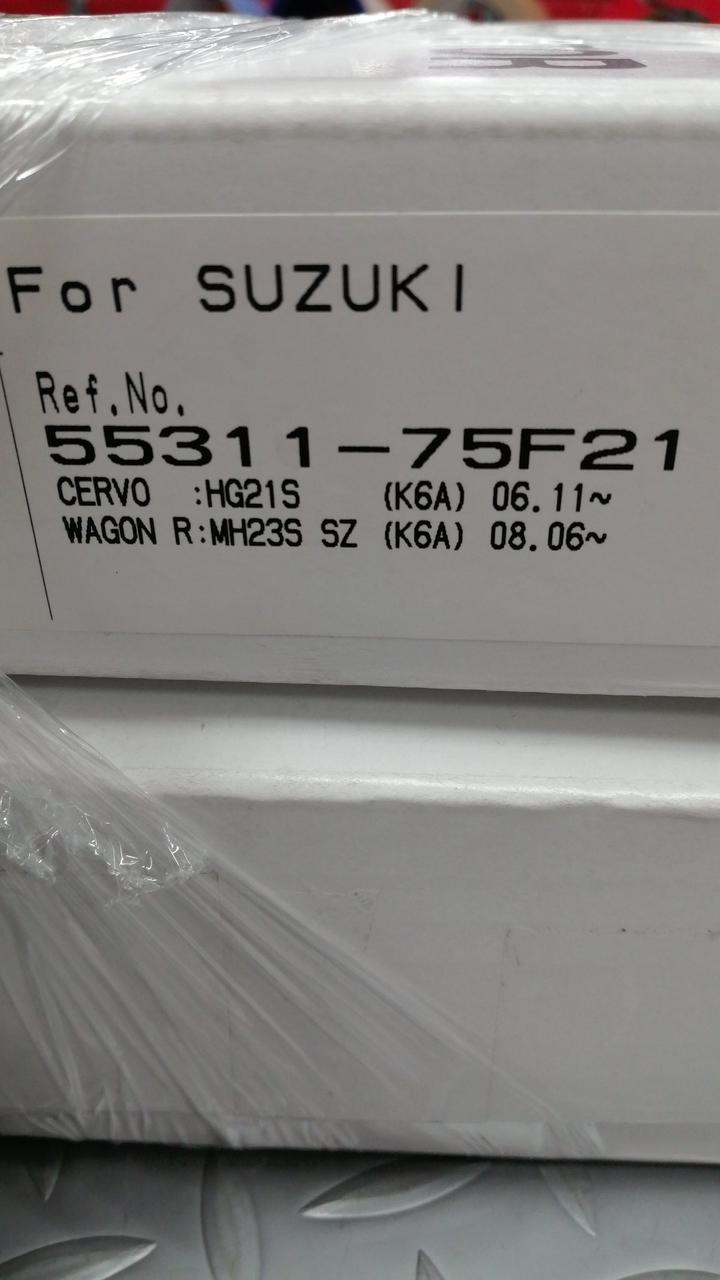 For SUZUKI
Ref.No.
55311-75F21
CERVO :HG21S (K6A) 06.11~
WAGON R:MH23S SZ (K6A) 08.06~